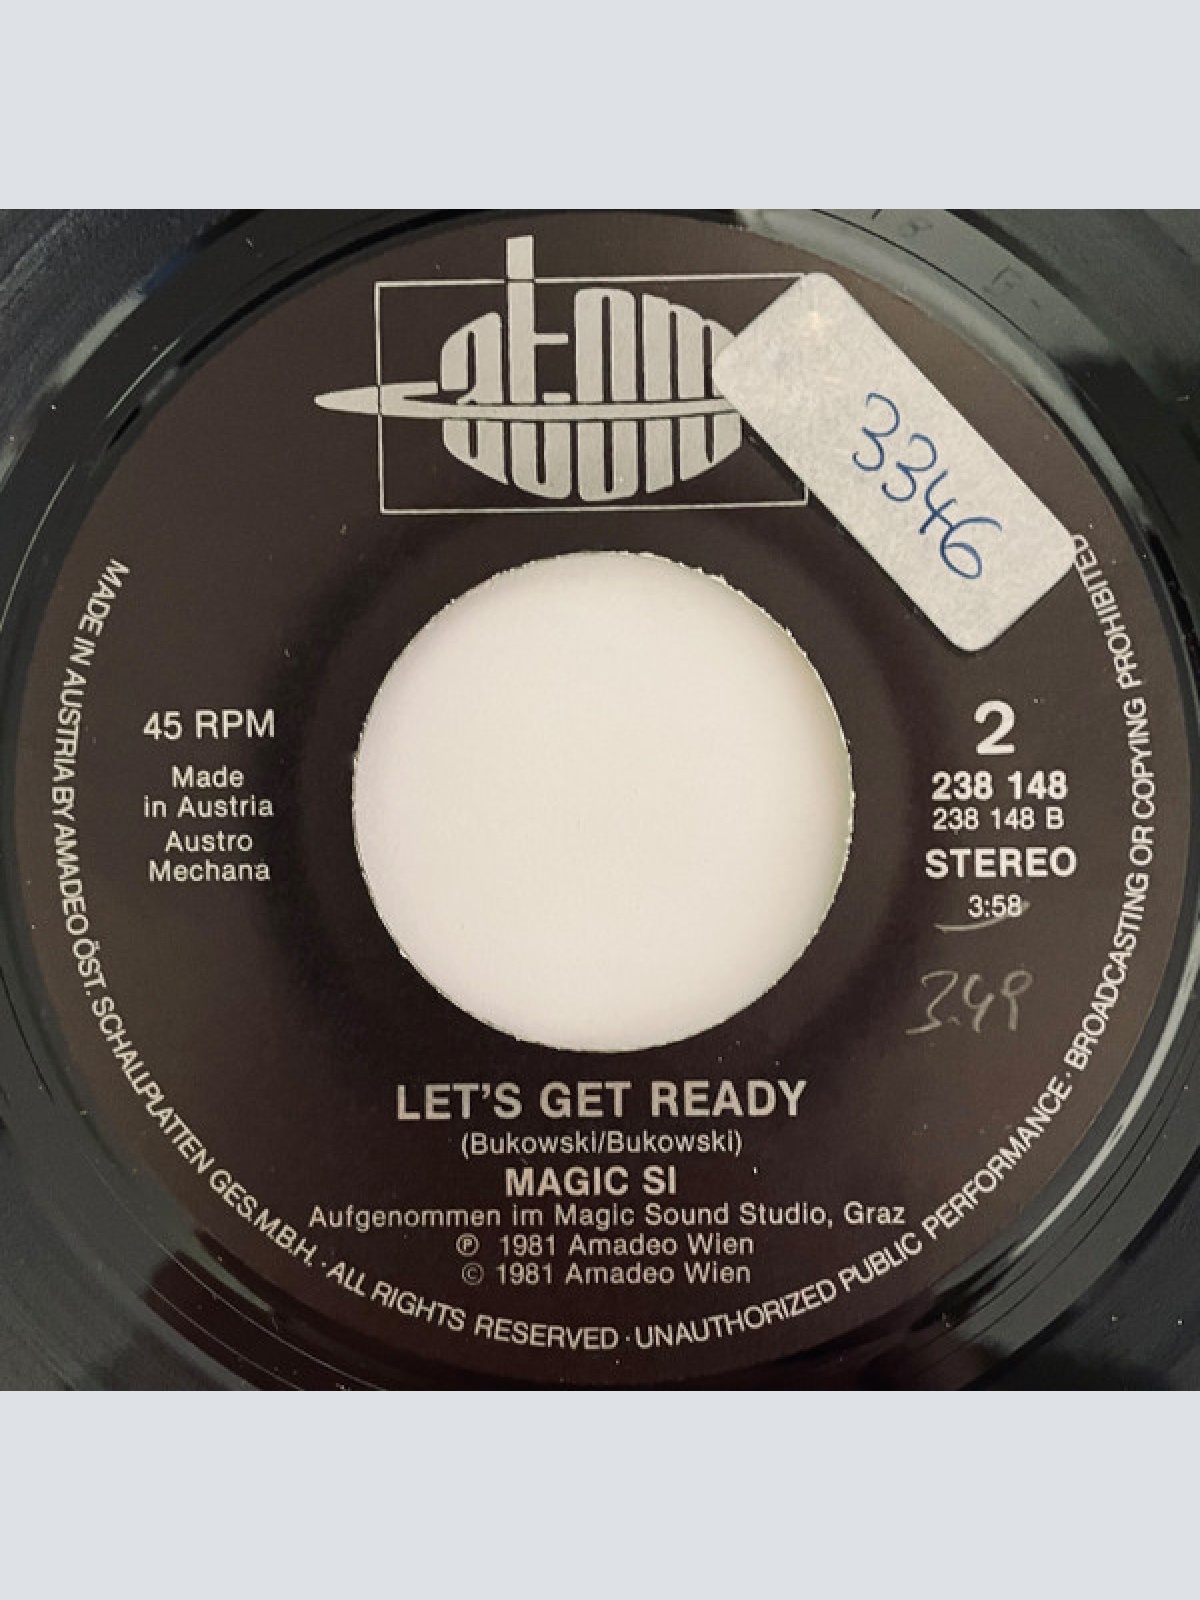 atom
3346
45 RPM
Made
in Austria
Austro
Mechana
2
238 148
238 148 B
STEREO
3:58
3.49
LET'S GET READY
(Bukowski/Bukowski)
MAGIC SI
Aufgenommen im Magic Sound Studio, Graz
℗ 1981 Amadeo Wien
© 1981 Amadeo Wien
MADE IN AUSTRIA BY AMADEO ÖST. SCHALLPLATTEN GES.M.B.H. · ALL RIGHTS RESERVED · UNAUTHORIZED PUBLIC PERFORMANCE · BROADCASTING OR COPYING PROHIBITED